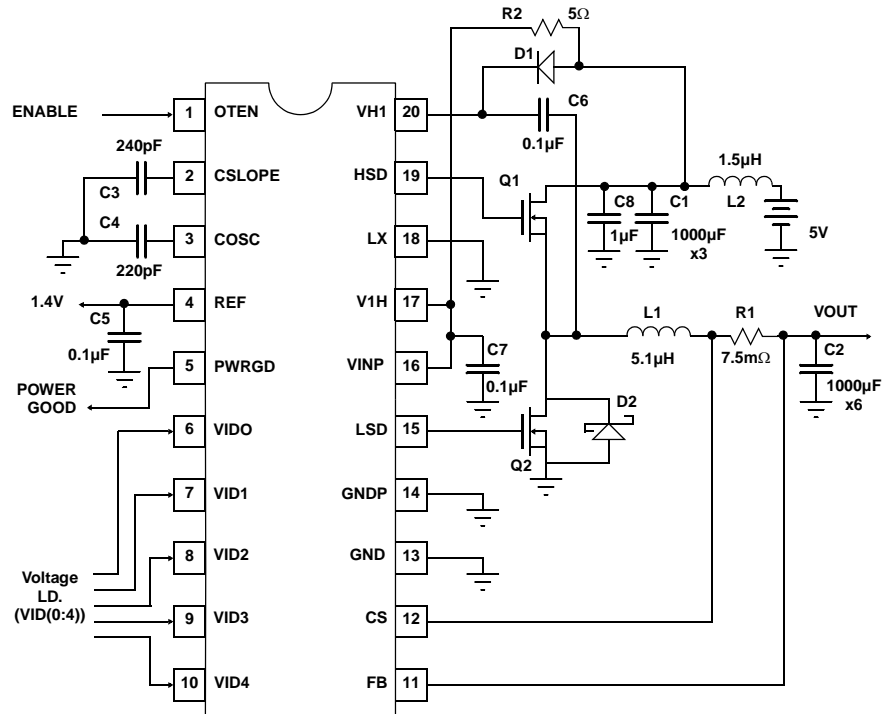 R2 5Ω
D1
ENABLE 1 OTEN VH1 20 C6
0.1µF
240pF
2 CSLOPE HSD 19 Q1
C3
1.5µH
L2
C4
3 COSC LX 18
C8 C1
1µF 1000µF
x3
5V
220pF
1.4V 4 REF V1H 17
C5
0.1µF
L1 R1 VOUT
5.1µH 7.5mΩ
C7
0.1µF
C2
1000µF
x6
5 PWRGD VINP 16
POWER
GOOD
D2
6 VIDO LSD 15
Q2
7 VID1 GNDP 14
8 VID2 GND 13
Voltage
I.D.
(VID(0:4))
9 VID3 CS 12
10 VID4 FB 11